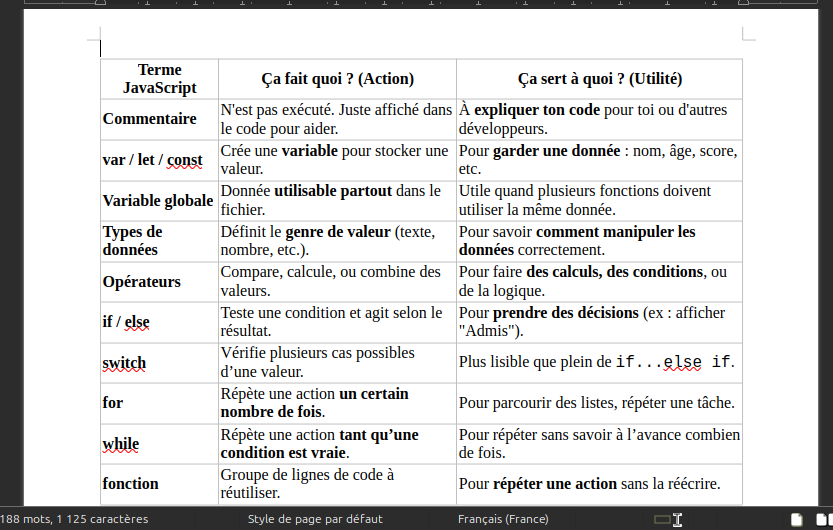 Terme
JavaScript
Ça fait quoi ? (Action)
Ça sert à quoi ? (Utilité)
Commentaire
N'est pas exécuté. Juste affiché dans
le code pour aider.
À expliquer ton code pour toi ou d'autres
développeurs.
var / let / const
Crée une variable pour stocker une
valeur.
Pour garder une donnée : nom, âge, score,
etc.
Variable globale
Donnée utilisable partout dans le
fichier.
Utile quand plusieurs fonctions doivent
utiliser la même donnée.
Types de
données
Définit le genre de valeur (texte,
nombre, etc.).
Pour savoir comment manipuler les
données correctement.
Opérateurs
Compare, calcule, ou combine des
valeurs.
Pour faire des calculs, des conditions, ou
de la logique.
if / else
Teste une condition et agit selon le
résultat.
Pour prendre des décisions (ex : afficher
"Admis").
switch
Vérifie plusieurs cas possibles
d’une valeur.
Plus lisible que plein de if...else if.
for
Répète une action un certain
nombre de fois.
Pour parcourir des listes, répéter une tâche.
while
Répète une action tant qu’une
condition est vraie.
Pour répéter sans savoir à l’avance combien
de fois.
fonction
Groupe de lignes de code à
réutiliser.
Pour répéter une action sans la réécrire.
188 mots, 1 125 caractères
Style de page par défaut
Français (France)